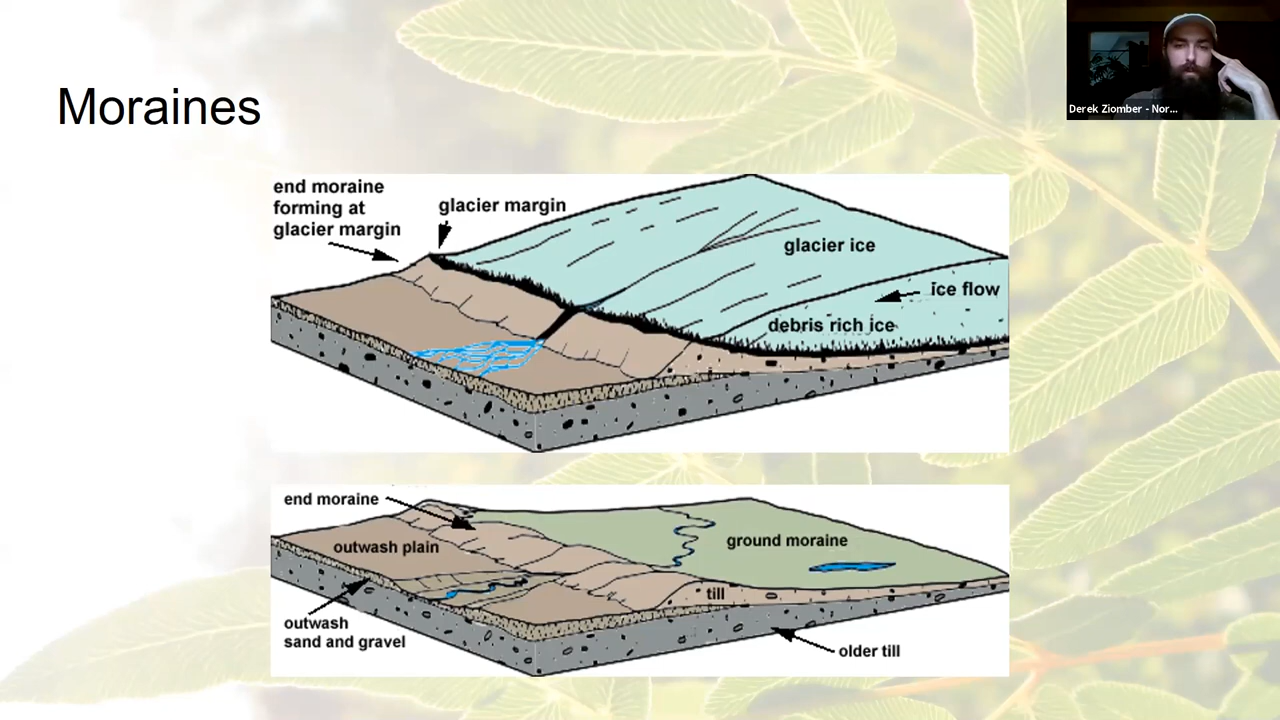 Moraines
Derek Ziomber - Nor...
end moraine
forming at
glacier margin
glacier margin
glacier ice
ice flow
debris rich ice
end moraine
outwash plain
ground moraine
till
outwash
sand and gravel
older till